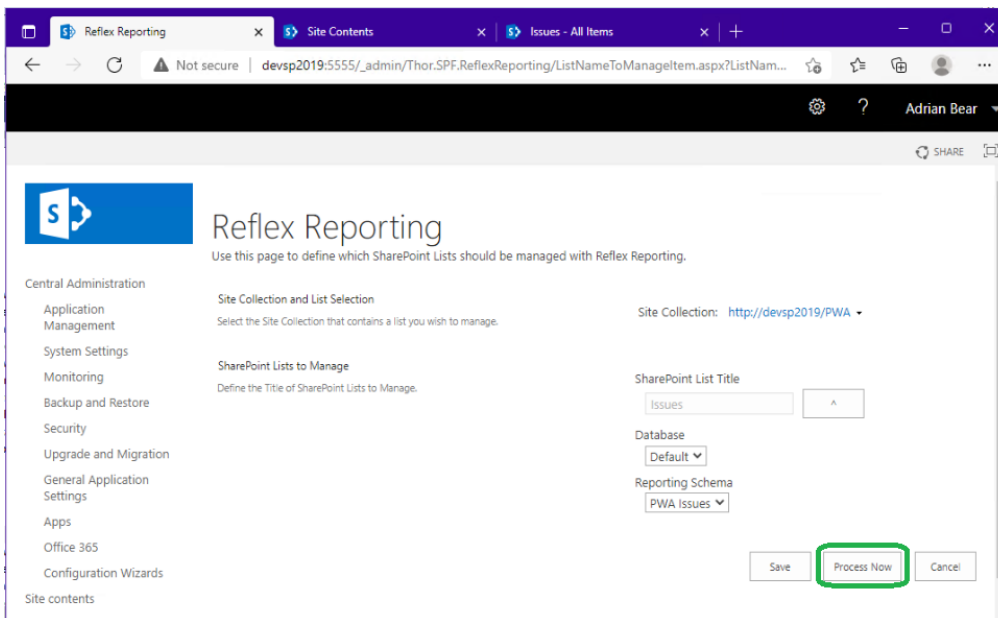 Reflex Reporting
Site Contents
Issues - All Items
Not secure
devsp2019:5555/_admin/Thor.SPF.ReflexReporting/ListNameToManageItem.aspx?ListNam...
?
Adrian Bear
SHARE
S
Reflex Reporting
Use this page to define which SharePoint Lists should be managed with Reflex Reporting.
Central Administration
Application
Management
System Settings
Monitoring
Backup and Restore
Security
Upgrade and Migration
General Application
Settings
Apps
Office 365
Configuration Wizards
Site contents
Site Collection and List Selection
Select the Site Collection that contains a list you wish to manage.
Site Collection: http://devsp2019/PWA
SharePoint Lists to Manage
Define the Title of SharePoint Lists to Manage.
SharePoint List Title
Issues
^
Database
Default
Reporting Schema
PWA Issues
Save
Process Now
Cancel